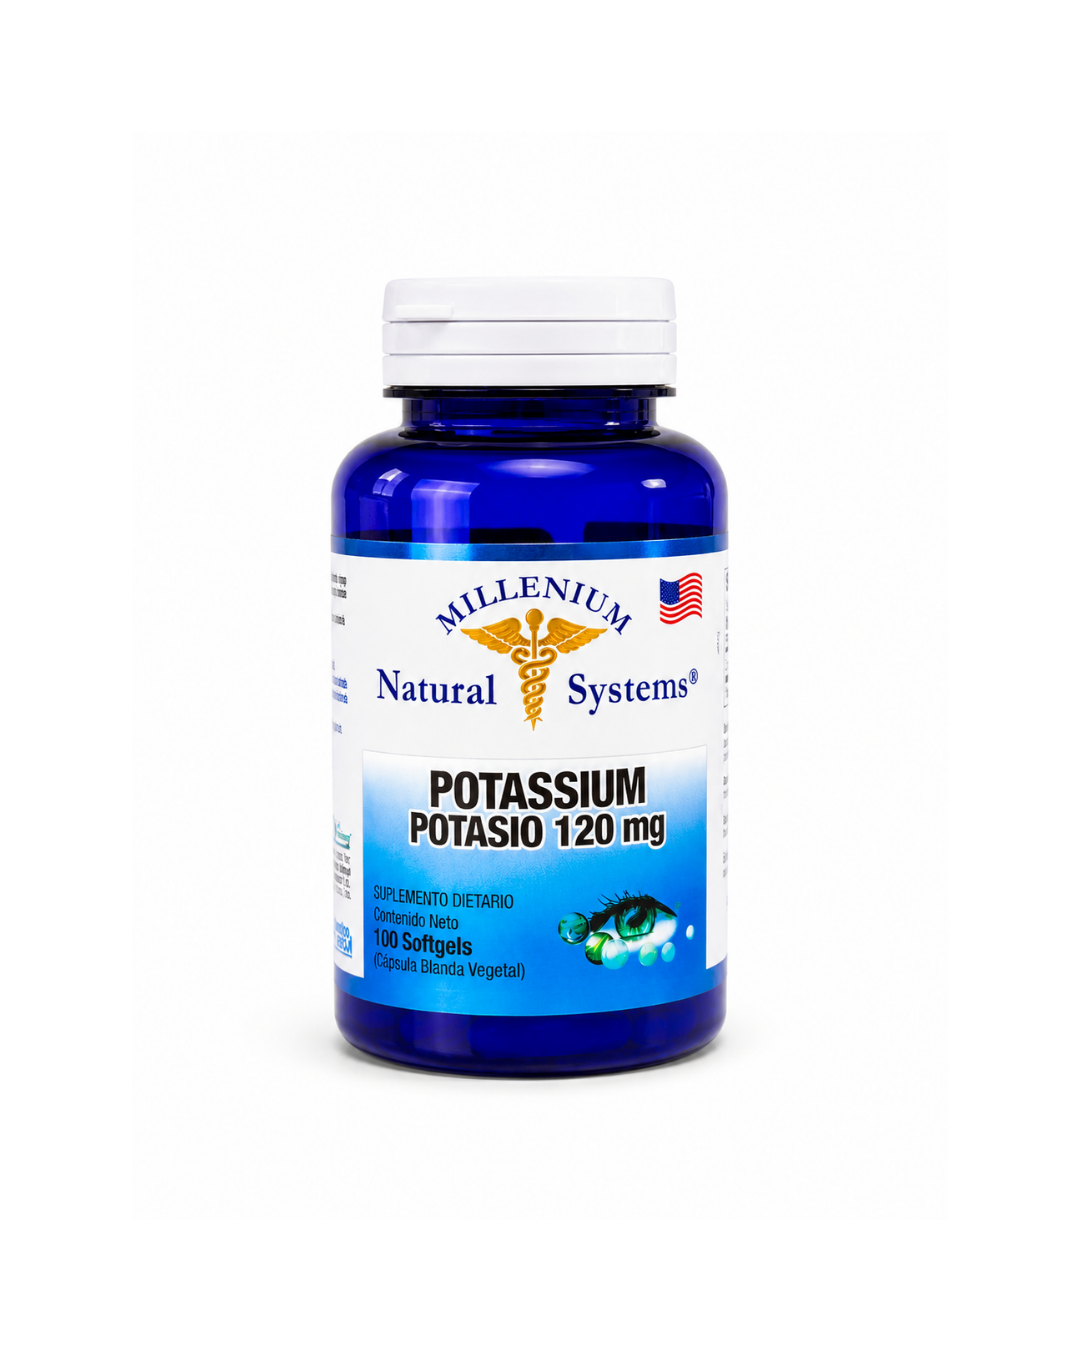 MILLENIUM
Natural Systems®
POTASSIUM
POTASIO 120 mg
SUPLEMENTO DIETARIO
Contenido Neto
100 Softgels
(Cápsula Blanda Vegetal)